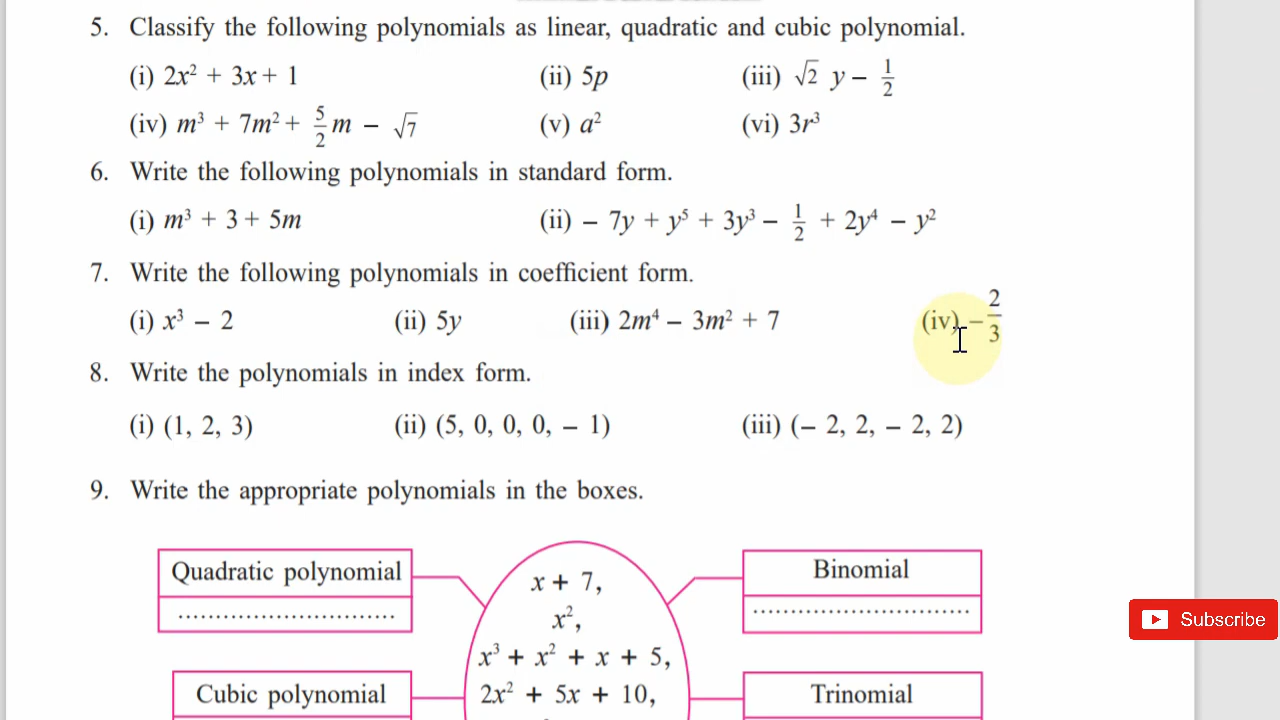 5. Classify the following polynomials as linear, quadratic and cubic polynomial.
(i) 2x² + 3x + 1 (ii) 5p (iii) √2 y − 1/2
(iv) m³ + 7m² + 5/2 m − √7 (v) a² (vi) 3r³
6. Write the following polynomials in standard form.
(i) m³ + 3 + 5m (ii) − 7y + y⁵ + 3y³ − 1/2 + 2y⁴ − y²
7. Write the following polynomials in coefficient form.
(i) x³ − 2 (ii) 5y (iii) 2m⁴ − 3m² + 7 (iv) − 2/3
8. Write the polynomials in index form.
(i) (1, 2, 3) (ii) (5, 0, 0, 0, − 1) (iii) (− 2, 2, − 2, 2)
9. Write the appropriate polynomials in the boxes.
Quadratic polynomial
..............................
x + 7,
x²,
x³ + x² + x + 5,
2x² + 5x + 10,
Binomial
..............................
Subscribe
Cubic polynomial
Trinomial